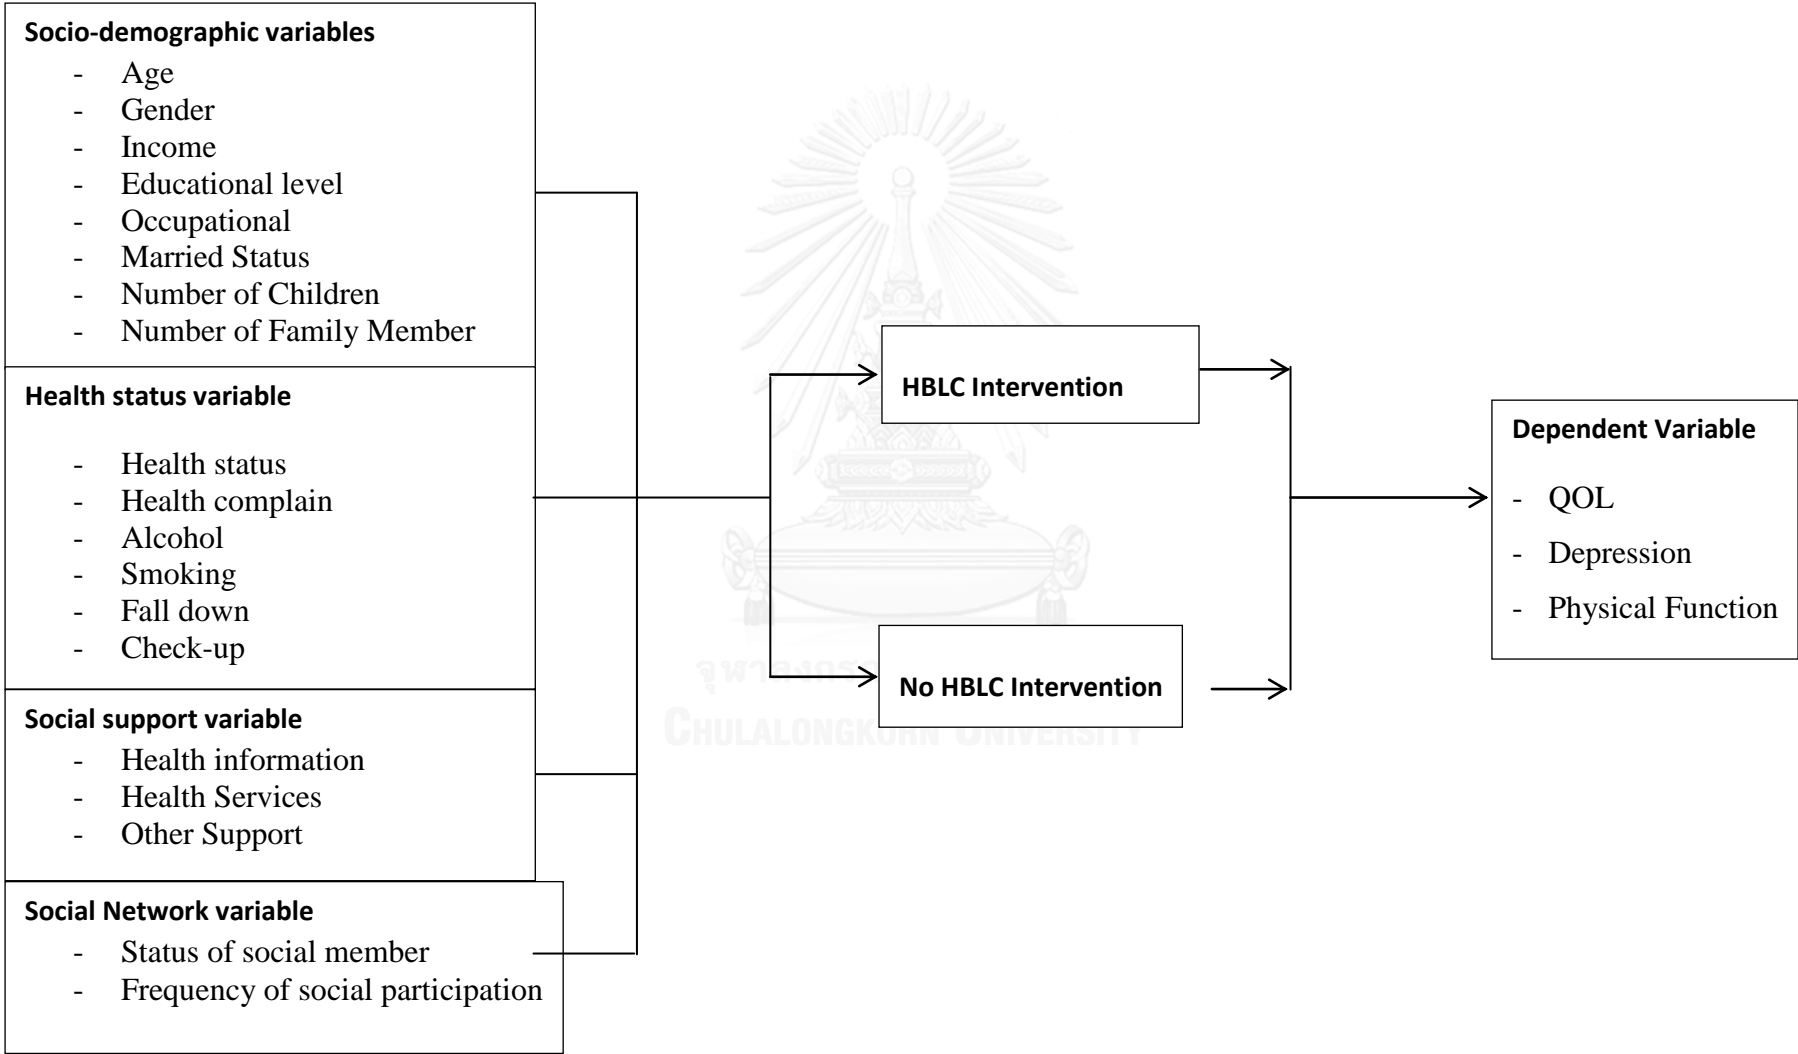 Socio-demographic variables
- Age
- Gender
- Income
- Educational level
- Occupational
- Married Status
- Number of Children
- Number of Family Member
Health status variable
- Health status
- Health complain
- Alcohol
- Smoking
- Fall down
- Check-up
Social support variable
- Health information
- Health Services
- Other Support
Social Network variable
- Status of social member
- Frequency of social participation
HBLC Intervention
No HBLC Intervention
CHULALONGKORN UNIVERSITY
Dependent Variable
- QOL
- Depression
- Physical Function